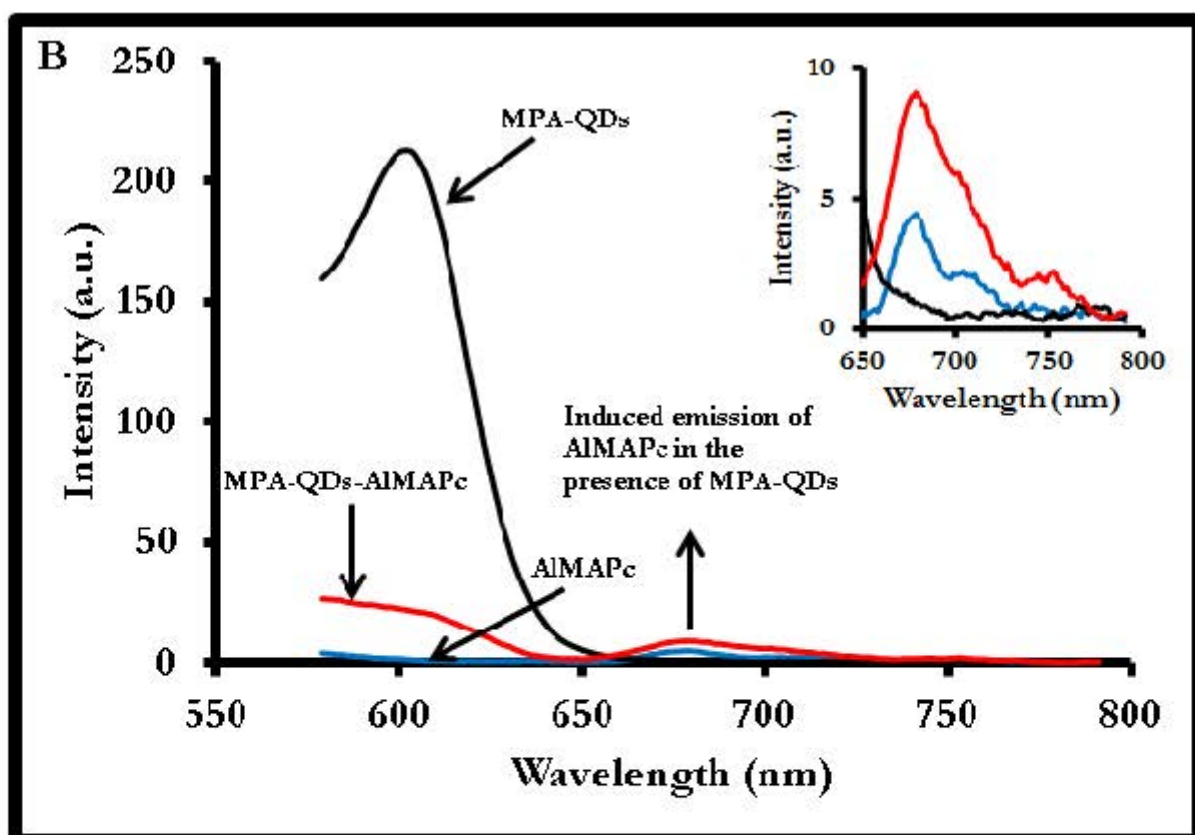 B
250
200
150
100
50
0
Intensity (a.u.)
550
600
650
700
750
800
Wavelength (nm)
MPA-QDs
MPA-QDs-AlMAPc
AlMAPc
Induced emission of
AlMAPc in the
presence of MPA-QDs
10
5
0
Intensity (a.u.)
650
700
750
800
Wavelength (nm)